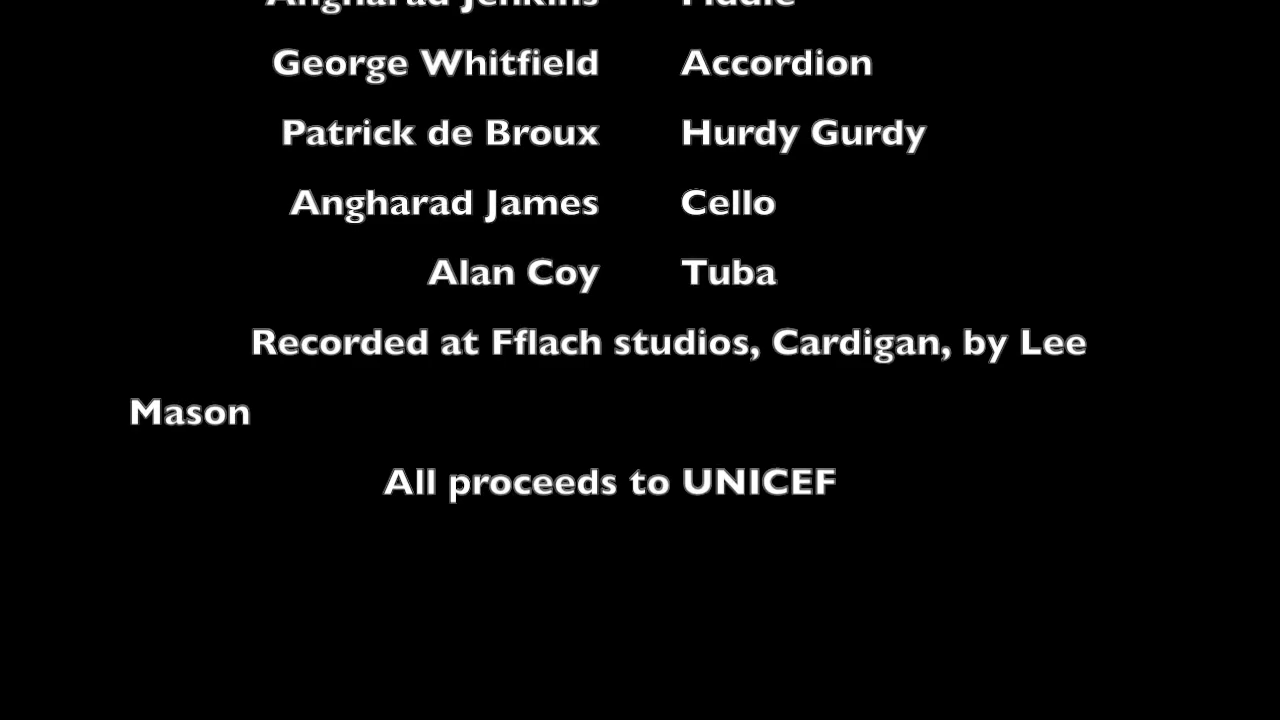 Angharad Jenkins Fiddle
George Whitfield Accordion
Patrick de Broux Hurdy Gurdy
Angharad James Cello
Alan Coy Tuba
Recorded at Fflach studios, Cardigan, by Lee
Mason
All proceeds to UNICEF